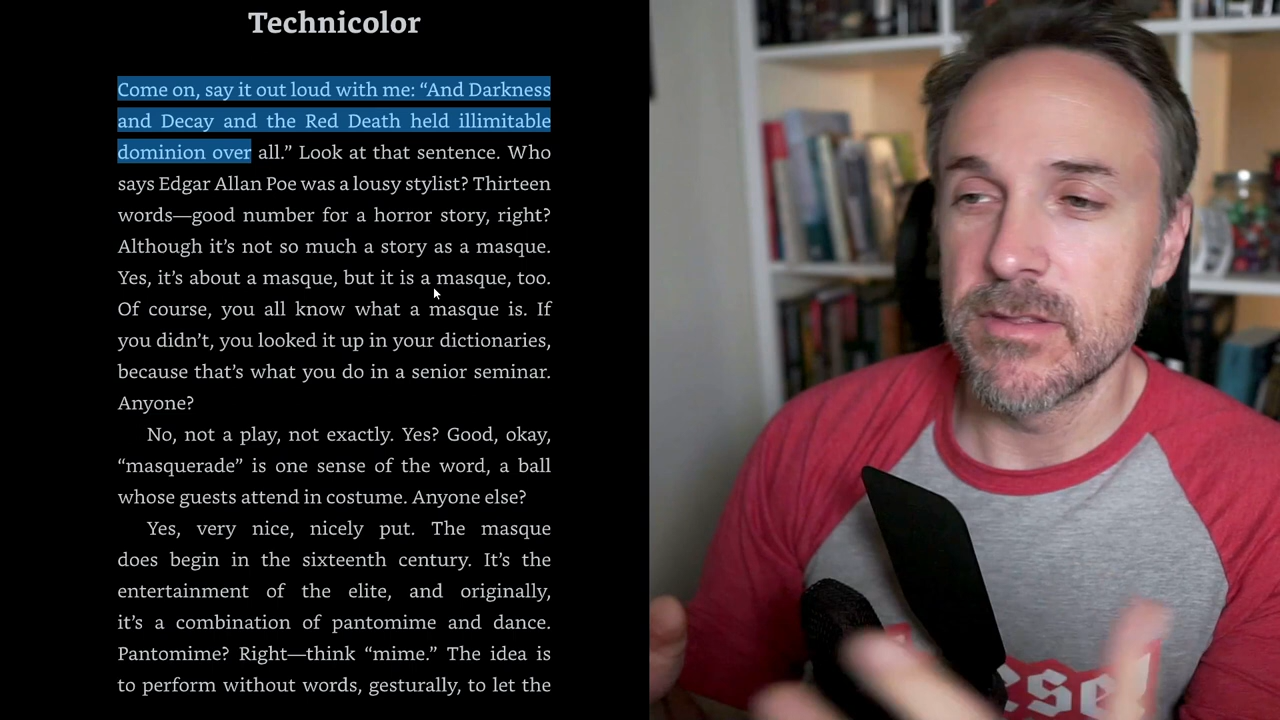 Technicolor
Come on, say it out loud with me: “And Darkness
and Decay and the Red Death held illimitable
dominion over all.” Look at that sentence. Who
says Edgar Allan Poe was a lousy stylist? Thirteen
words—good number for a horror story, right?
Although it’s not so much a story as a masque.
Yes, it’s about a masque, but it is a masque, too.
Of course, you all know what a masque is. If
you didn’t, you looked it up in your dictionaries,
because that’s what you do in a senior seminar.
Anyone?
No, not a play, not exactly. Yes? Good, okay,
“masquerade” is one sense of the word, a ball
whose guests attend in costume. Anyone else?
Yes, very nice, nicely put. The masque
does begin in the sixteenth century. It’s the
entertainment of the elite, and originally,
it’s a combination of pantomime and dance.
Pantomime? Right—think “mime.” The idea is
to perform without words, gesturally, to let the